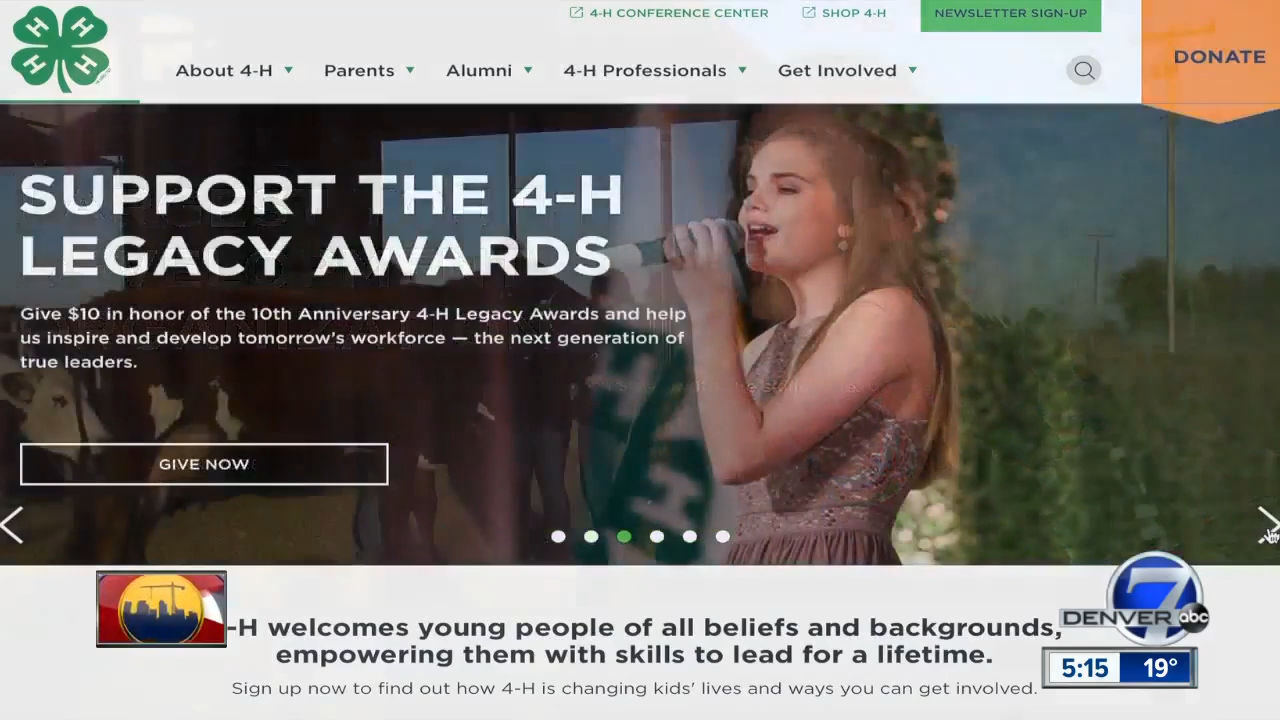 H H H H
4-H CONFERENCE CENTER
SHOP 4-H
NEWSLETTER SIGN-UP
DONATE
About 4-H
Parents
Alumni
4-H Professionals
Get Involved
SUPPORT THE 4-H
LEGACY AWARDS
Give $10 in honor of the 10th Anniversary 4-H Legacy Awards and help
us inspire and develop tomorrow's workforce — the next generation of
true leaders.
GIVE NOW
H
H
-H welcomes young people of all beliefs and backgrounds,
empowering them with skills to lead for a lifetime.
Sign up now to find out how 4-H is changing kids' lives and ways you can get involved.
7
DENVER abc
5:15 19°